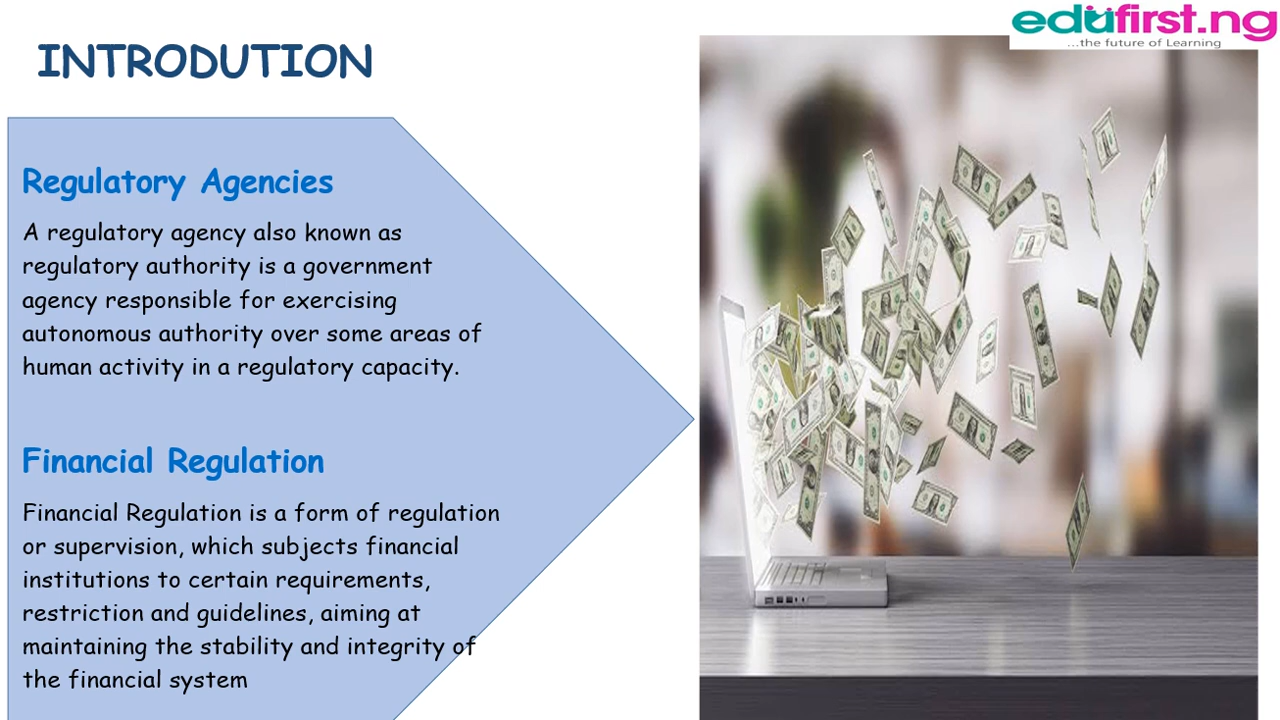 INTRODUTION
edufirst.ng
...the future of Learning
Regulatory Agencies
A regulatory agency also known as
regulatory authority is a government
agency responsible for exercising
autonomous authority over some areas of
human activity in a regulatory capacity.
Financial Regulation
Financial Regulation is a form of regulation
or supervision, which subjects financial
institutions to certain requirements,
restriction and guidelines, aiming at
maintaining the stability and integrity of
the financial system